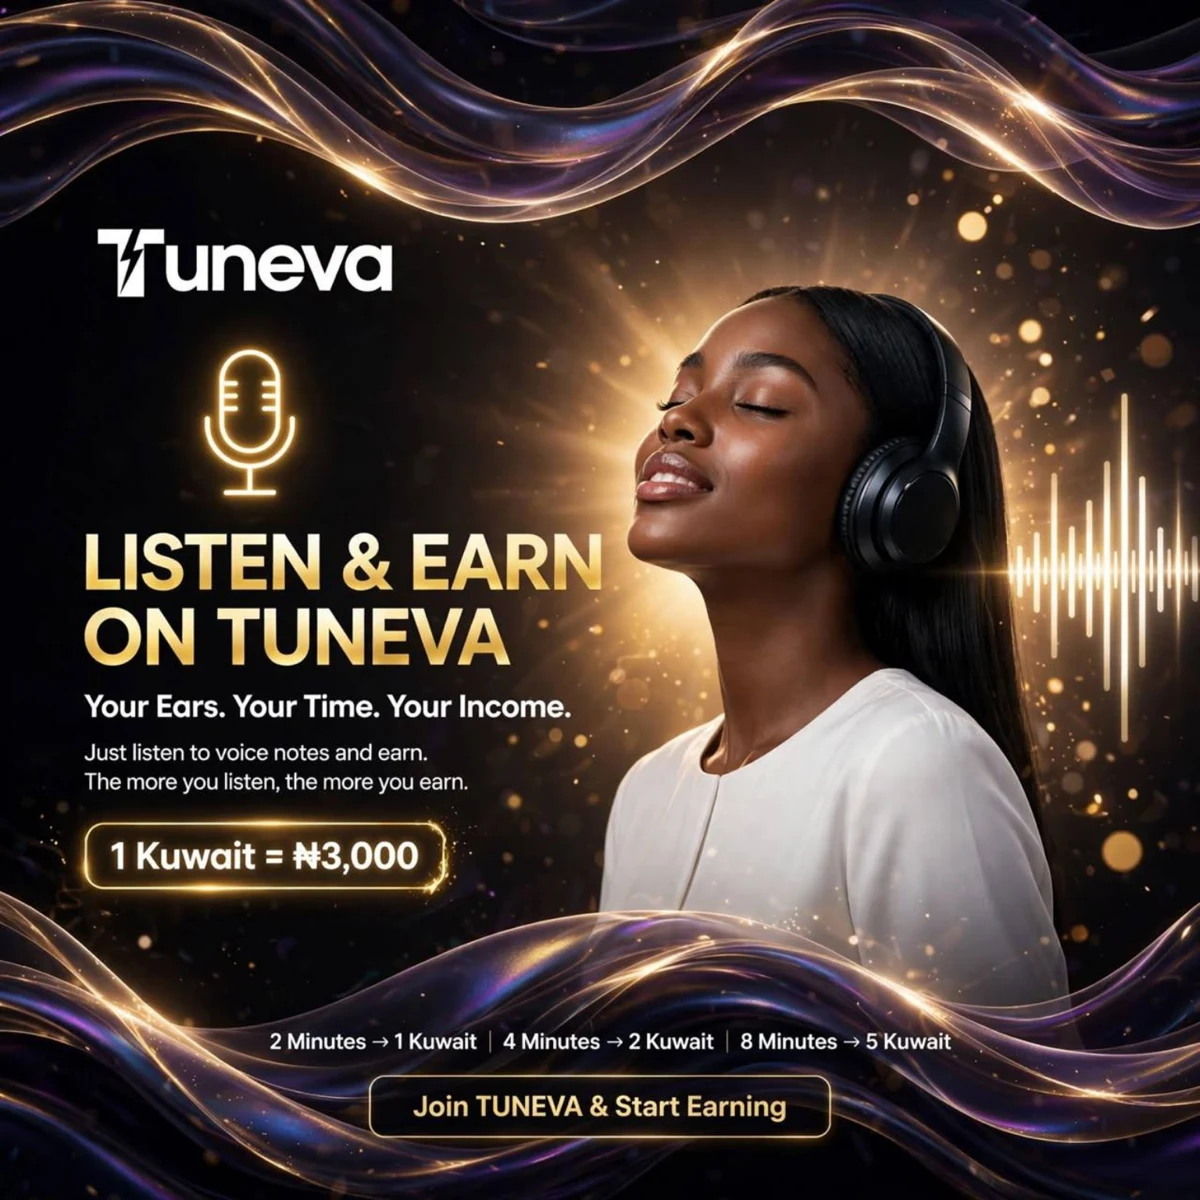 Tuneva
LISTEN & EARN
ON TUNEVA
Your Ears. Your Time. Your Income.
Just listen to voice notes and earn.
The more you listen, the more you earn.
1 Kuwait = ₦3,000
2 Minutes → 1 Kuwait | 4 Minutes → 2 Kuwait | 8 Minutes → 5 Kuwait
Join TUNEVA & Start Earning